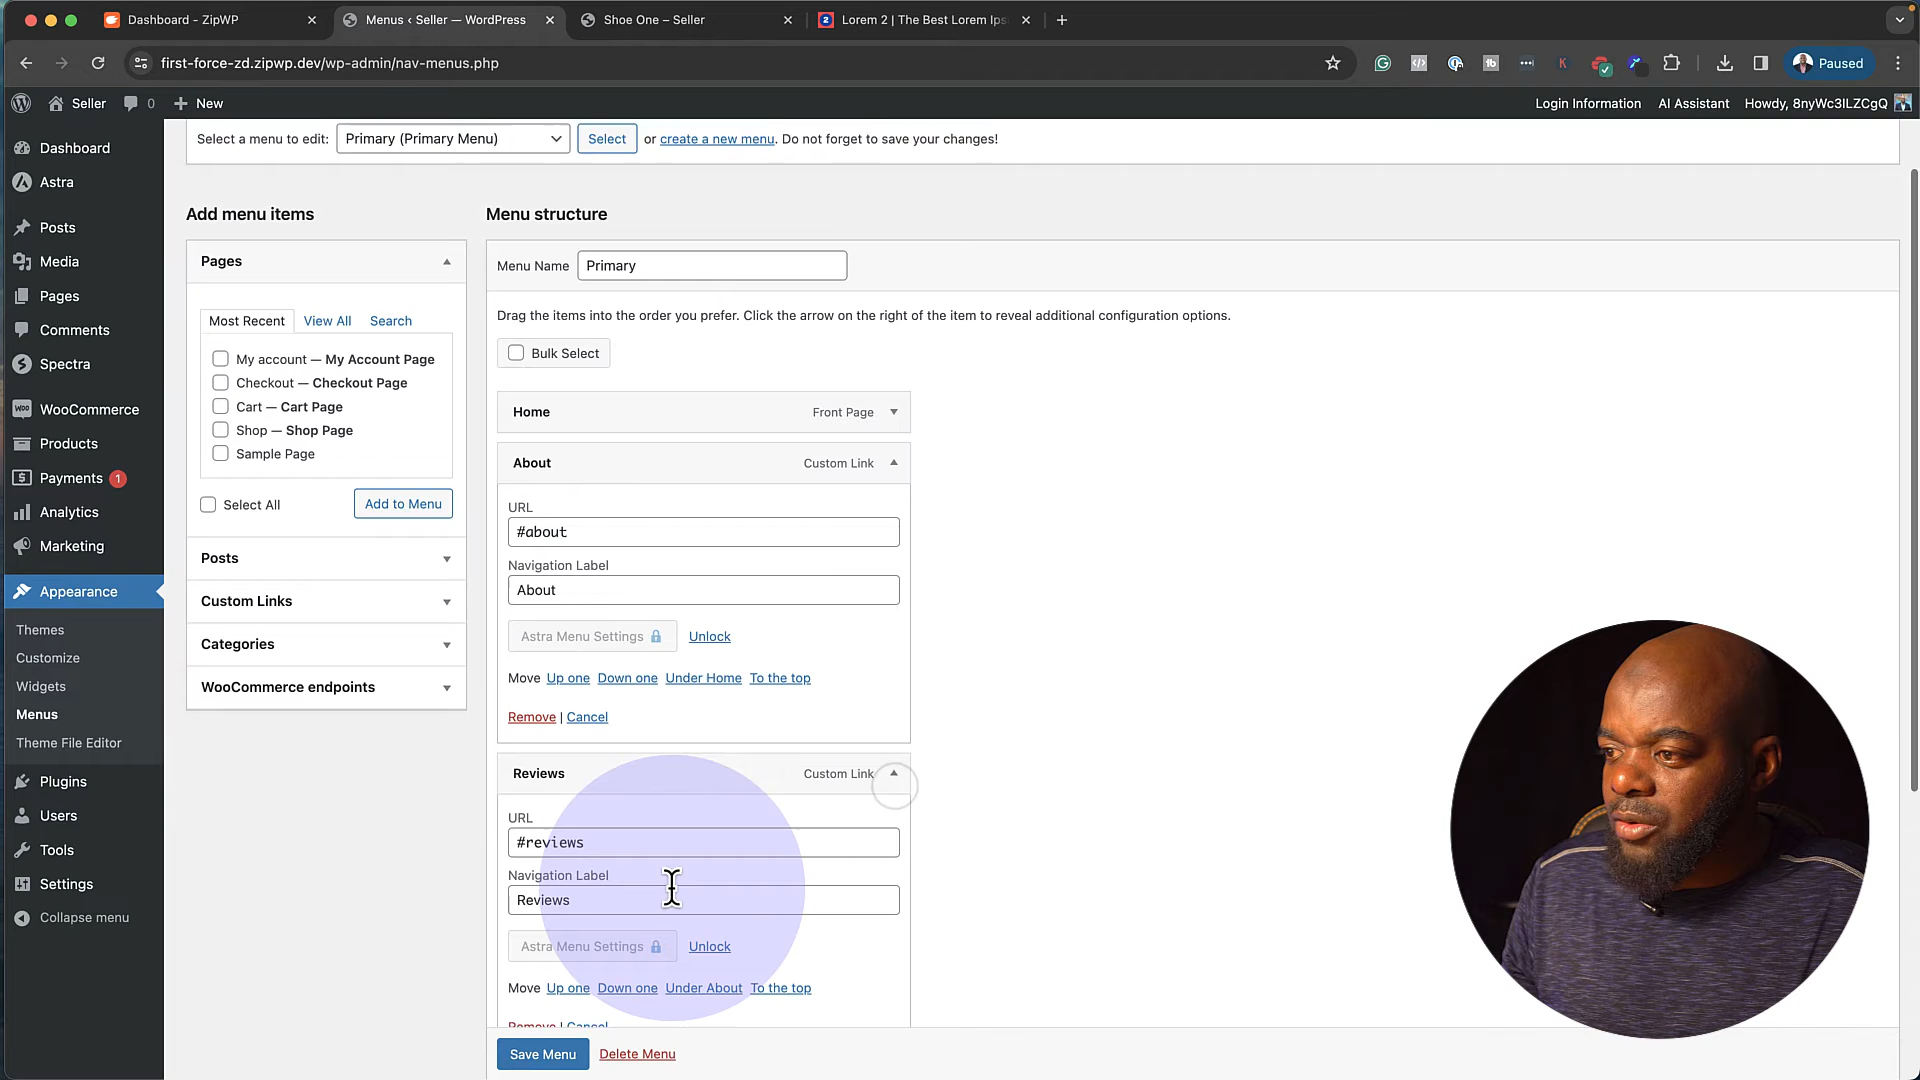 Dashboard - ZipWP
Menus ‹ Seller — WordPress
Shoe One – Seller
Lorem 2 | The Best Lorem Ips
first-force-zd.zipwp.dev/wp-admin/nav-menus.php
Paused
Seller
0
New
Login Information
AI Assistant
Howdy, 8nyWc3ILZCgQ
Dashboard
Astra
Posts
Media
Pages
Comments
Spectra
WooCommerce
Products
Payments 1
Analytics
Marketing
Appearance
Themes
Customize
Widgets
Menus
Theme File Editor
Plugins
Users
Tools
Settings
Collapse menu
Select a menu to edit: Primary (Primary Menu) Select or create a new menu. Do not forget to save your changes!
Add menu items
Pages
Most Recent View All Search
My account — My Account Page
Checkout — Checkout Page
Cart — Cart Page
Shop — Shop Page
Sample Page
Select All Add to Menu
Posts
Custom Links
Categories
WooCommerce endpoints
Menu structure
Menu Name Primary
Drag the items into the order you prefer. Click the arrow on the right of the item to reveal additional configuration options.
Bulk Select
Home Front Page
About Custom Link
URL
#about
Navigation Label
About
Astra Menu Settings Unlock
Move Up one Down one Under Home To the top
Remove | Cancel
Reviews Custom Link
URL
#reviews
Navigation Label
Reviews
Astra Menu Settings Unlock
Move Up one Down one Under About To the top
Remove | Cancel
Save Menu Delete Menu